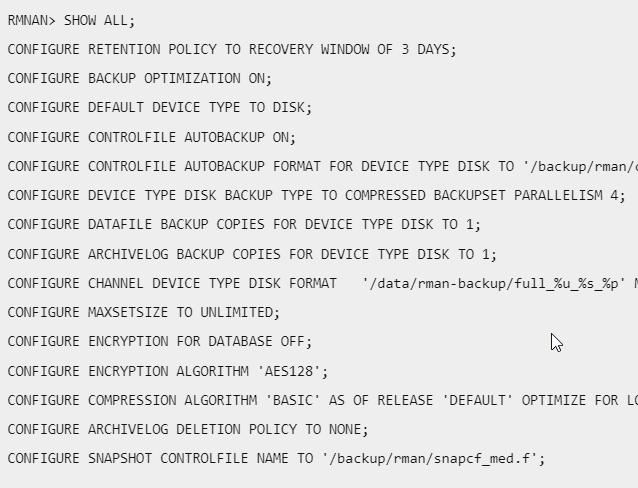 RMNAN> SHOW ALL;
CONFIGURE RETENTION POLICY TO RECOVERY WINDOW OF 3 DAYS;
CONFIGURE BACKUP OPTIMIZATION ON;
CONFIGURE DEFAULT DEVICE TYPE TO DISK;
CONFIGURE CONTROLFILE AUTOBACKUP ON;
CONFIGURE CONTROLFILE AUTOBACKUP FORMAT FOR DEVICE TYPE DISK TO '/backup/rman/
CONFIGURE DEVICE TYPE DISK BACKUP TYPE TO COMPRESSED BACKUPSET PARALLELISM 4;
CONFIGURE DATAFILE BACKUP COPIES FOR DEVICE TYPE DISK TO 1;
CONFIGURE ARCHIVELOG BACKUP COPIES FOR DEVICE TYPE DISK TO 1;
CONFIGURE CHANNEL DEVICE TYPE DISK FORMAT   '/data/rman-backup/full_%u_%s_%p'
CONFIGURE MAXSETSIZE TO UNLIMITED;
CONFIGURE ENCRYPTION FOR DATABASE OFF;
CONFIGURE ENCRYPTION ALGORITHM 'AES128';
CONFIGURE COMPRESSION ALGORITHM 'BASIC' AS OF RELEASE 'DEFAULT' OPTIMIZE FOR
CONFIGURE ARCHIVELOG DELETION POLICY TO NONE;
CONFIGURE SNAPSHOT CONTROLFILE NAME TO '/backup/rman/snapcf_med.f';